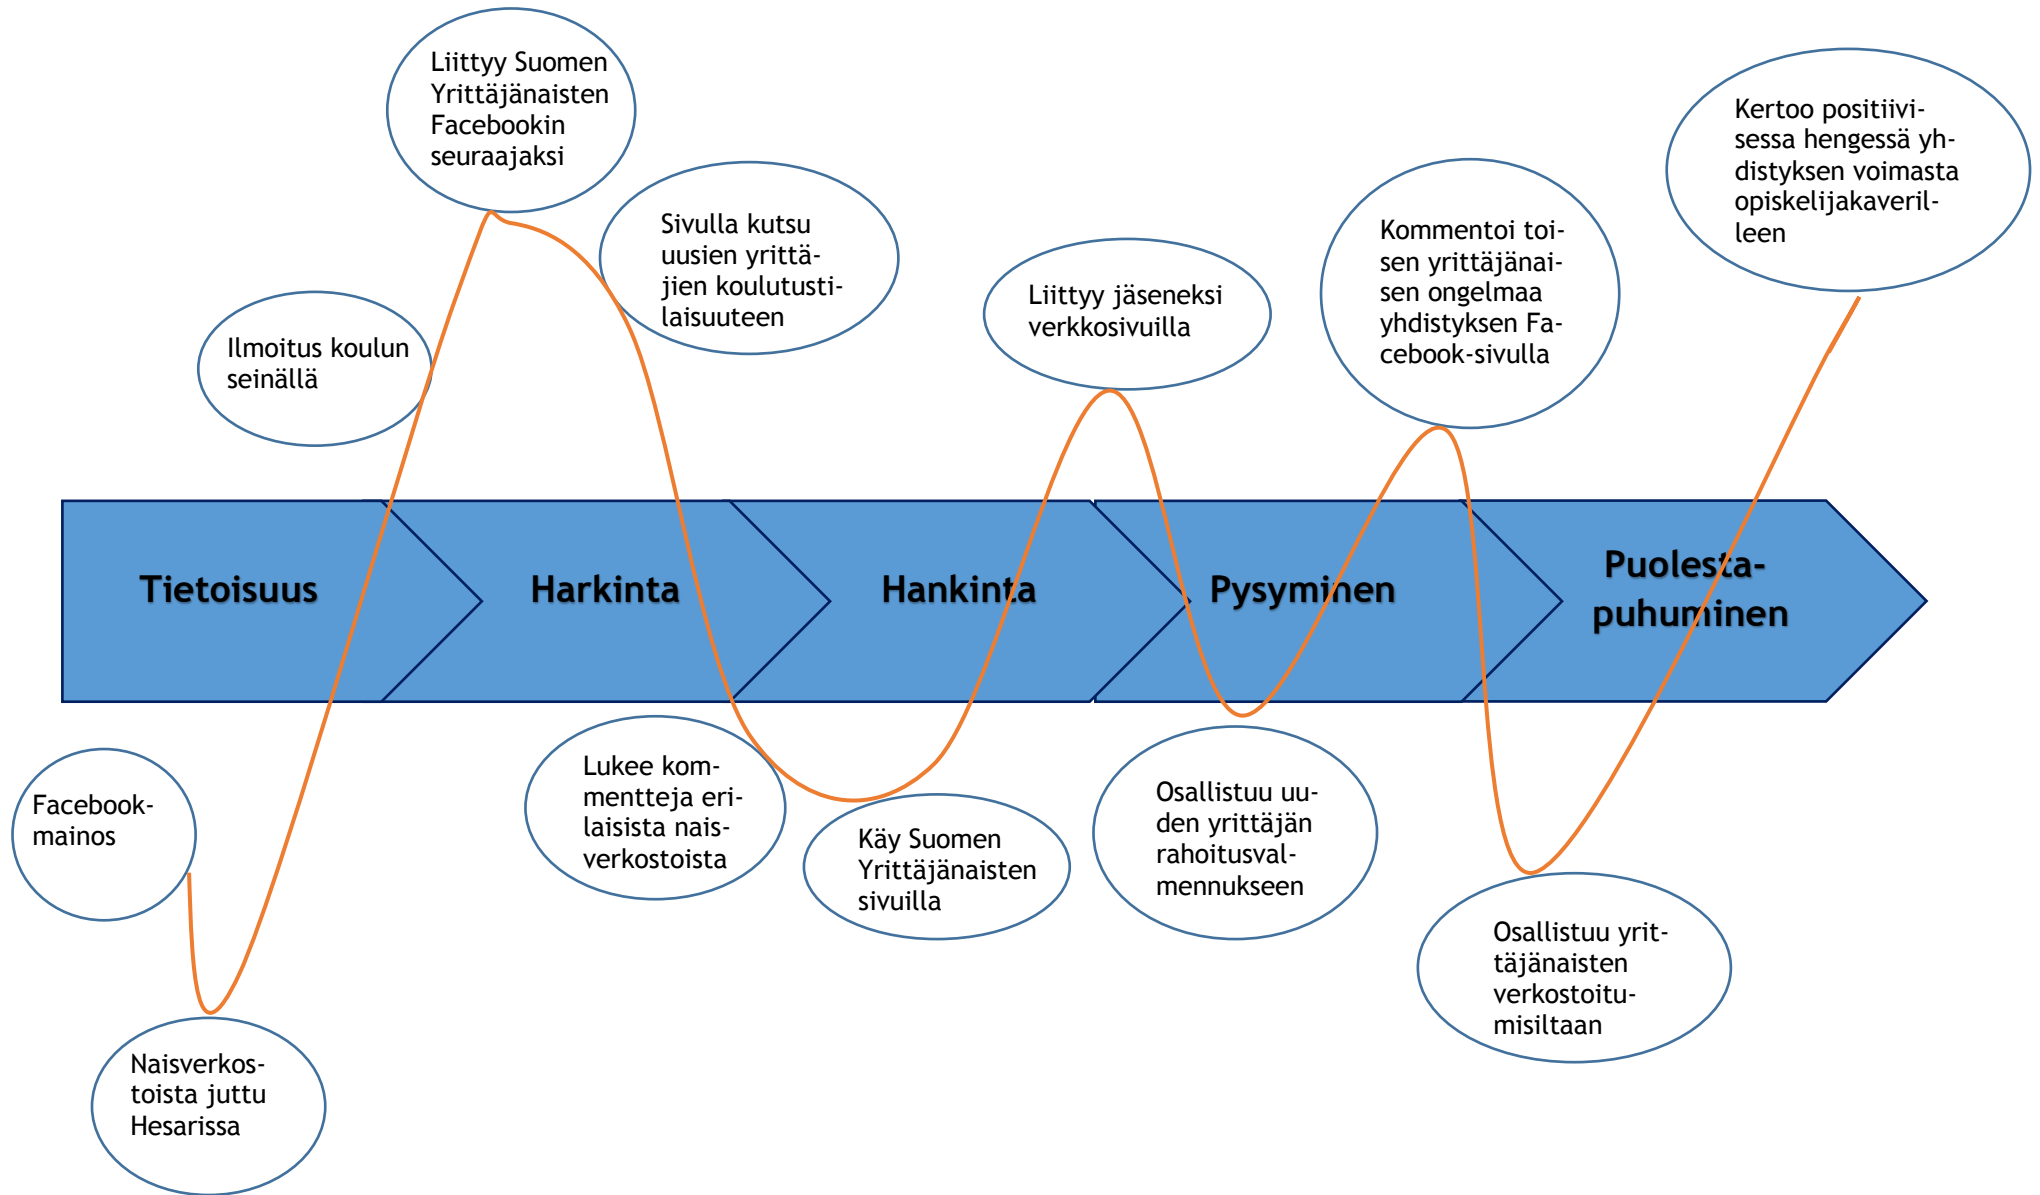 Liittyy Suomen
Yrittäjänaisten
Facebookin
seuraajaksi
Kertoo positiivi-
sessa hengessä yh-
distyksen voimasta
opiskelijakaveril-
leen
Sivulla kutsu
uusien yrittä-
jien koulutusti-
laisuuteen
Kommentoi toi-
sen yrittäjänai-
sen ongelmaa
yhdistyksen Fa-
cebook-sivulla
Liittyy jäseneksi
verkkosivuilla
Ilmoitus koulun
seinällä
Tietoisuus
Harkinta
Hankinta
Pysyminen
Puolesta-
puhuminen
Facebook-
mainos
Lukee kom-
mentteja eri-
laisista nais-
verkostoista
Käy Suomen
Yrittäjänaisten
sivuilla
Osallistuu uu-
den yrittäjän
rahoitusval-
mennukseen
Osallistuu yrit-
täjänaisten
verkostoitu-
misiltaan
Naisverkos-
toista juttu
Hesarissa